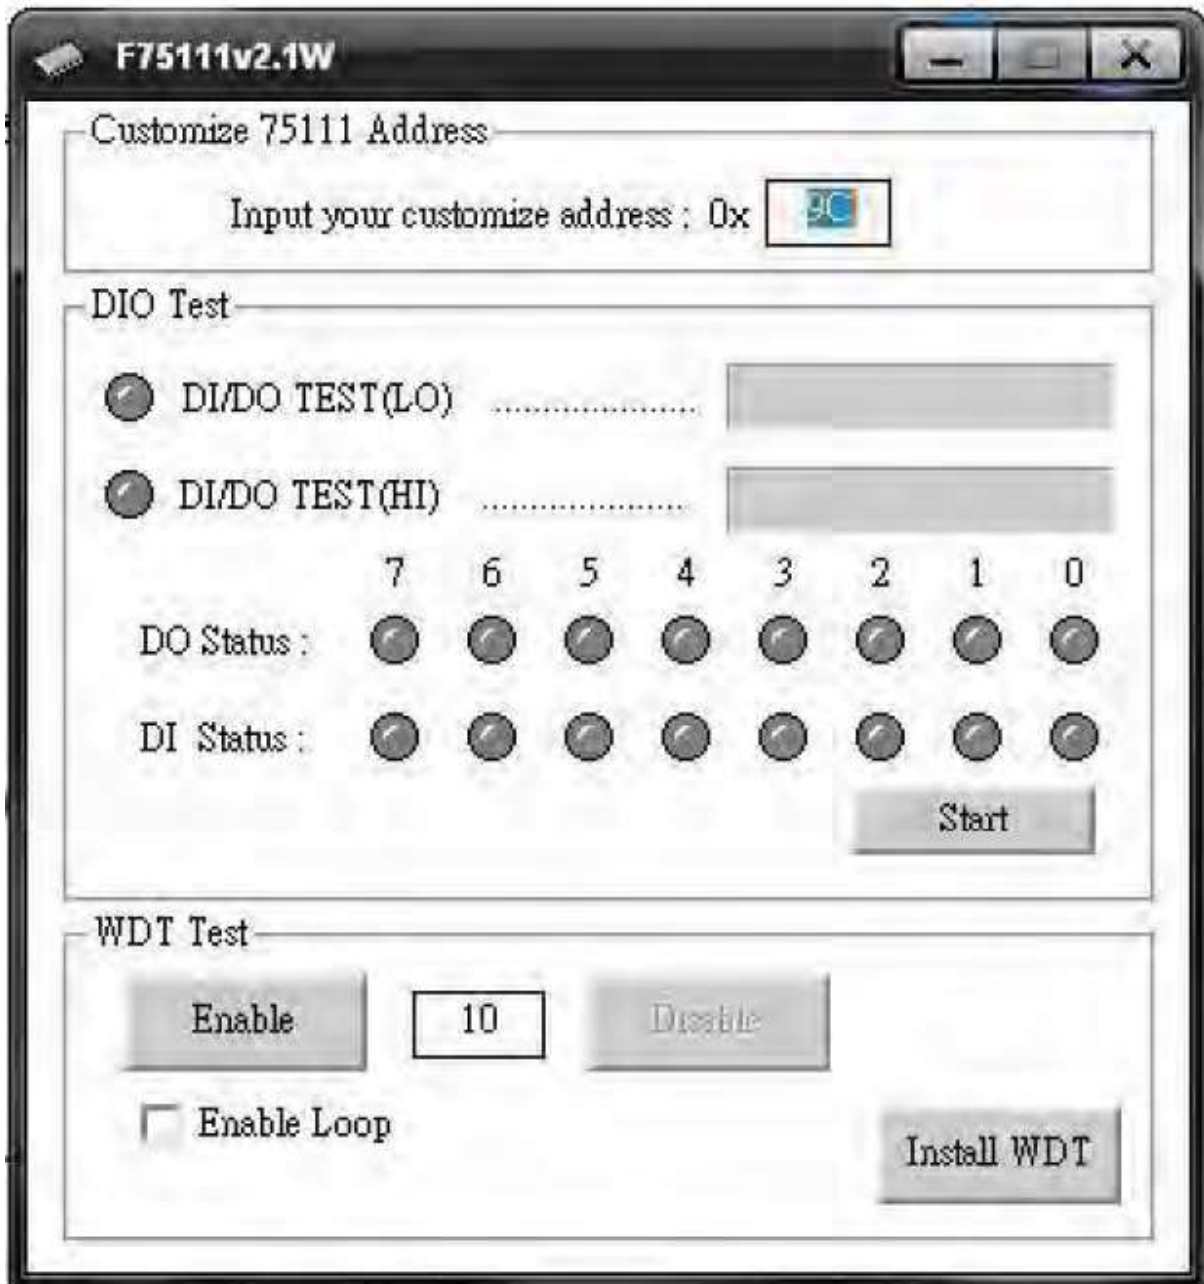 F75111v2.1W
Customize 75111 Address
Input your customize address : 0x 9C
DIO Test
DI/DO TEST(LO) ....................
DI/DO TEST(HI) ....................
7 6 5 4 3 2 1 0
DO Status :
DI Status :
Start
WDT Test
Enable 10 Disable
Enable Loop
Install WDT